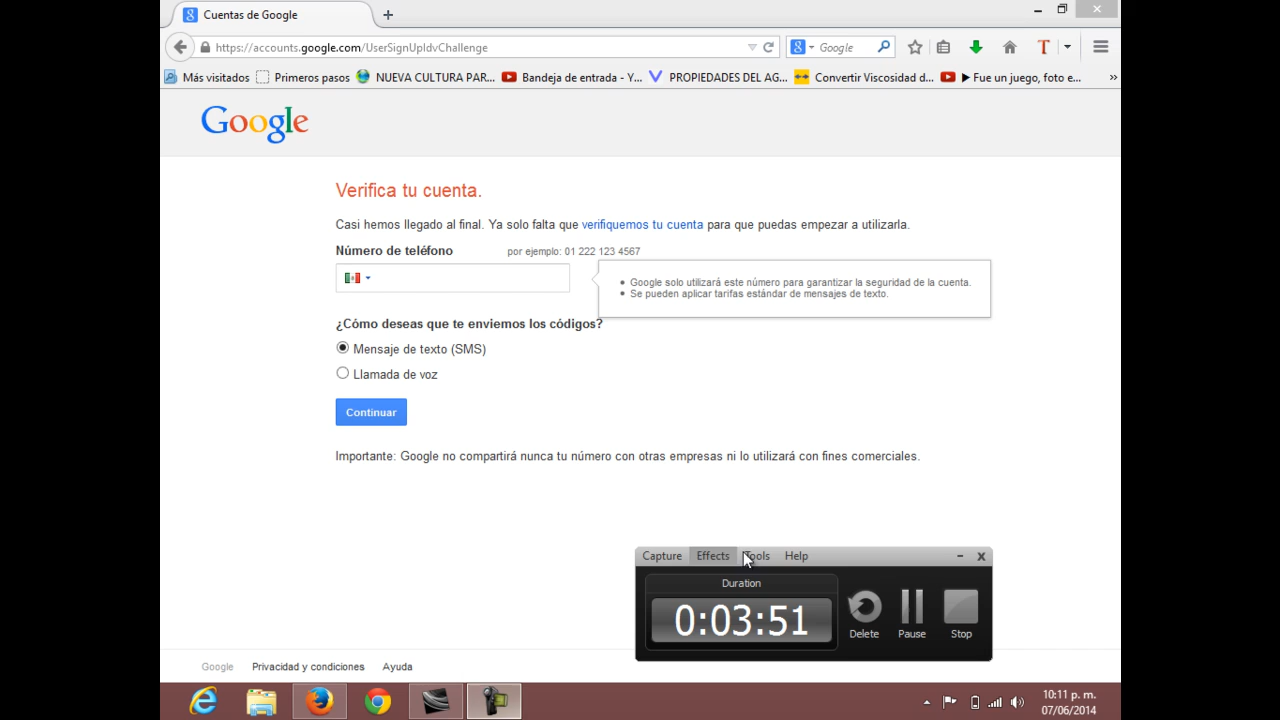 Cuentas de Google
https://accounts.google.com/UserSignUpIdvChallenge
Google
Más visitados
Primeros pasos
NUEVA CULTURA PAR...
Bandeja de entrada - Y...
PROPIEDADES DEL AG...
Convertir Viscosidad d...
▶ Fue un juego, foto e...
»
Google
Verifica tu cuenta.
Casi hemos llegado al final. Ya solo falta que verifiquemos tu cuenta para que puedas empezar a utilizarla.
Número de teléfono
por ejemplo: 01 222 123 4567
• Google solo utilizará este número para garantizar la seguridad de la cuenta.
• Se pueden aplicar tarifas estándar de mensajes de texto.
¿Cómo deseas que te enviemos los códigos?
Mensaje de texto (SMS)
Llamada de voz
Continuar
Importante: Google no compartirá nunca tu número con otras empresas ni lo utilizará con fines comerciales.
Capture Effects Tools Help
Duration
0:03:51
Delete
Pause
Stop
Google Privacidad y condiciones Ayuda
10:11 p. m.
07/06/2014